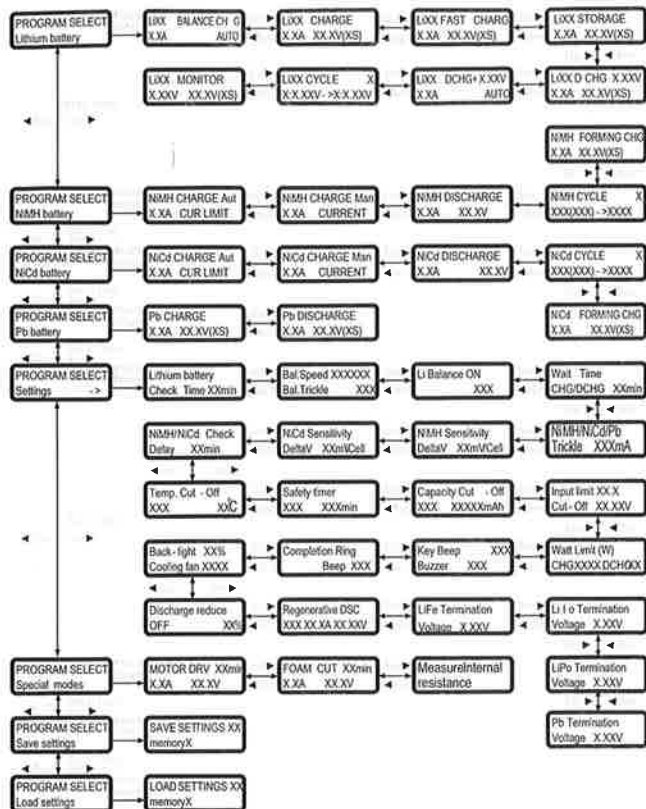 PROGRAM SELECT
Lithium battery
LiXX BALANCE CH G
X.XA AUTO
LiXX CHARGE
X.XA XX.XV(XS)
LiXX FAST CHARG
X.XA XX.XV(XS)
LiXX STORAGE
X.XA XX.XV(XS)
LiXX MONITOR
X.XXV XX.XV(XS)
LiXX CYCLE X
X:X.XXV->X:X.XXV
LiXX DCHG+X.XXV
X.XA AUTO
LiXX D CHG X.XXV
X.XA XX.XV(XS)
NiMH FORMING CHG
X.XA XX.XV(XS)
PROGRAM SELECT
NiMH battery
NiMH CHARGE Aut
X.XA CUR LIMIT
NiMH CHARGE Man
X.XA CURRENT
NiMH DISCHARGE
X.XA XX.XV
NiMH CYCLE X
XXX(XXX)->XXXX
PROGRAM SELECT
NiCd battery
NiCd CHARGE Aut
X.XA CUR LIMIT
NiCd CHARGE Man
X.XA CURRENT
NiCd DISCHARGE
X.XA XX.XV
NiCd CYCLE X
XXX(XXX)->XXXX
PROGRAM SELECT
Pb battery
Pb CHARGE
X.XA XX.XV(XS)
Pb DISCHARGE
X.XA XX.XV(XS)
NiCd FORMING CHG
X.XA XX.XV(XS)
PROGRAM SELECT
Settings ->
Lithium battery
Check Time XXmin
Bal.Speed XXXXXX
Bal.Trickle XXX
Li Balance ON
XXX
Wait Time
CHG/DCHG XXmin
NiMH/NiCd Check
Delay XXmin
NiCd Sensitivity
DeltaV XXmV/Cell
NiMH Sensitivity
DeltaV XXmV/Cell
NiMH/NiCd/Pb
Trickle XXXmA
Temp. Cut - Off
XXX XX°C
Safety timer
XXX XXXmin
Capacity Cut - Off
XXX XXXXXmAh
Input limit XX.X
Cut- Off XX.XXV
Back- light XX%
Cooling fan XXXX
Completion Ring
Beep XXX
Key Beep XXX
Buzzer XXX
Watt Limit (W)
CHGXXXX DCHGXX
Discharge reduce
OFF XX%
Regenerative DSC
XXX XX.XA XX.XXV
LiFe Termination
Voltage X.XXV
Li I o Termination
Voltage X.XXV
PROGRAM SELECT
Special modes
MOTOR DRV XXmin
X.XA XX.XV
FOAM CUT XXmin
X.XA XX.XV
MeasureInternal
resistance
LiPo Termination
Voltage X.XXV
PROGRAM SELECT
Save settings
SAVE SETTINGS XX
memoryX
Pb Termination
Voltage X.XXV
PROGRAM SELECT
Load settings
LOAD SETTINGS XX
memoryX